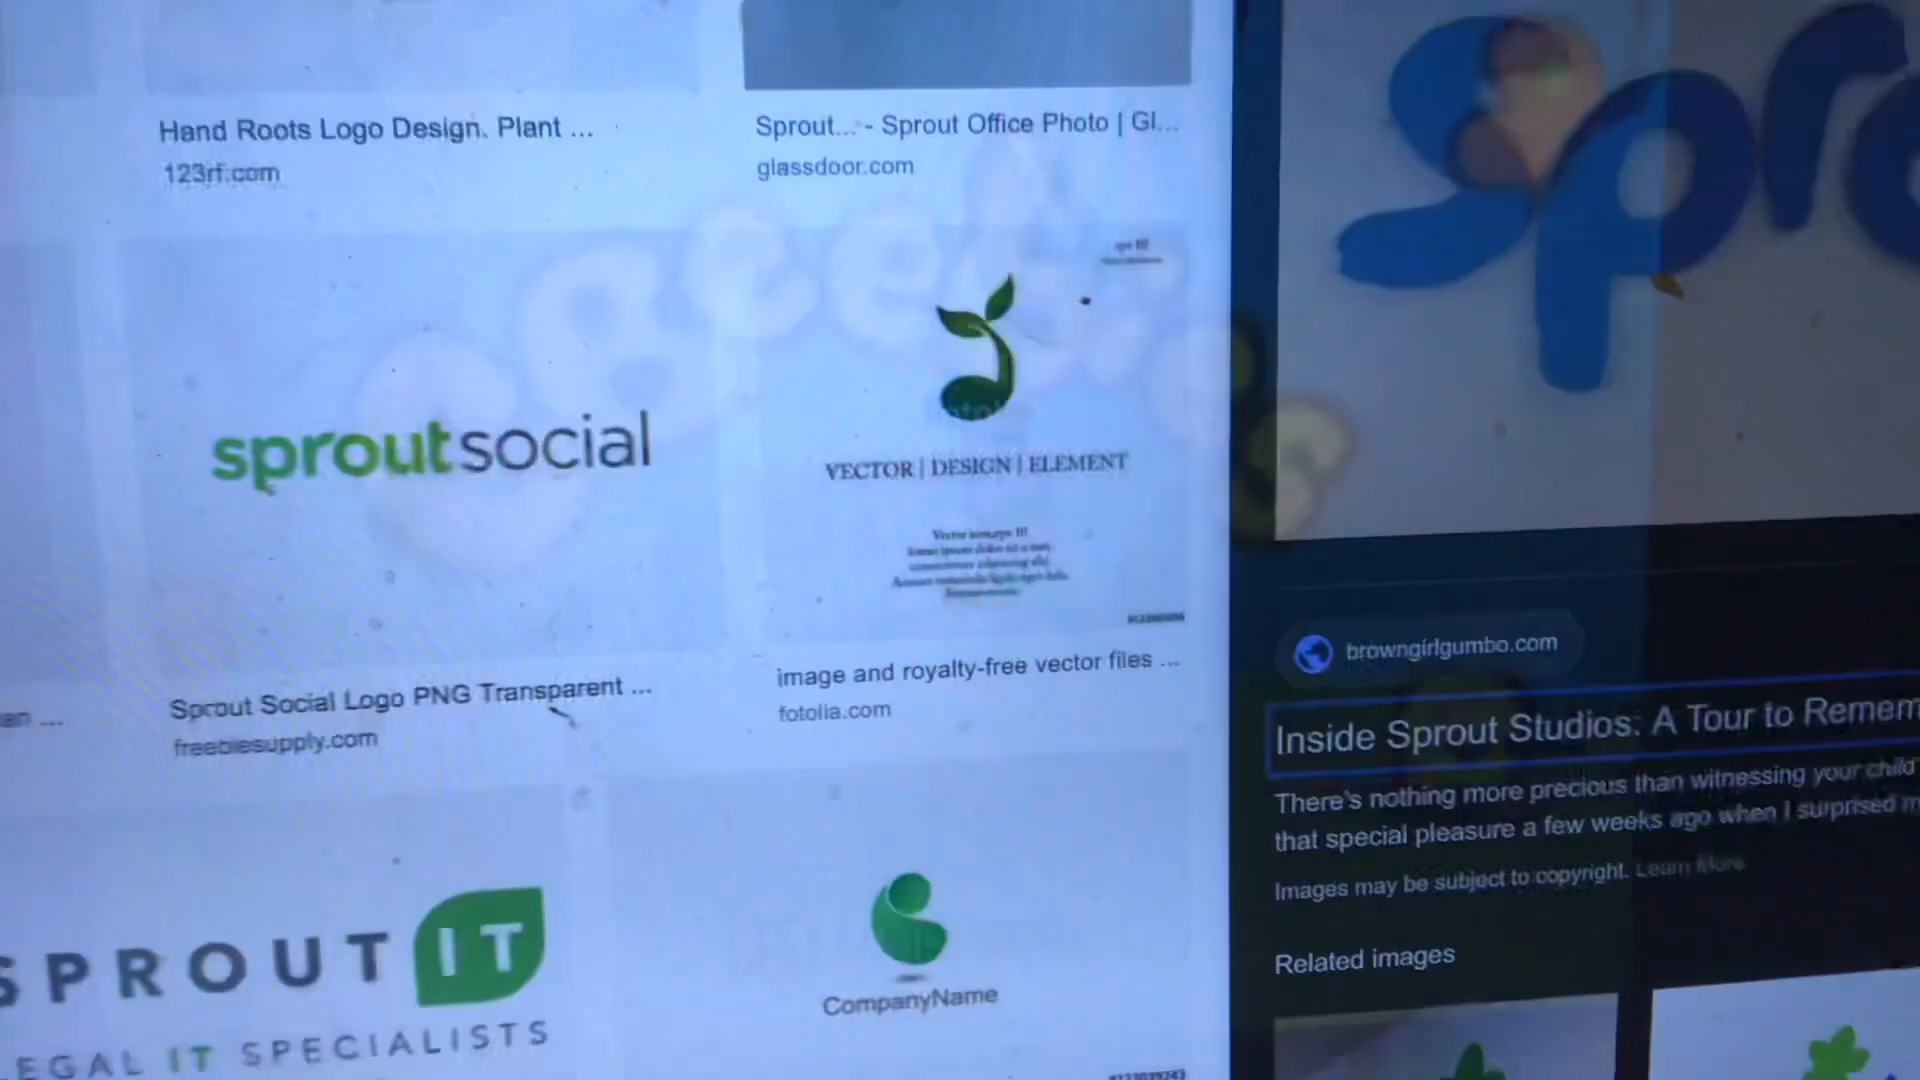 Hand Roots Logo Design. Plant ...
123rf.com
Sprout... - Sprout Office Photo | Gl...
glassdoor.com
sproutsocial
VECTOR | DESIGN | ELEMENT
Sprout Social Logo PNG Transparent ...
freebiesupply.com
image and royalty-free vector files ...
fotolia.com
SPROUT IT
EGAL IT SPECIALISTS
CompanyName
Spr
browngirlgumbo.com
Inside Sprout Studios: A Tour to Remem
There's nothing more precious than witnessing your child
that special pleasure a few weeks ago when I surprised m
Images may be subject to copyright. Learn More
Related images